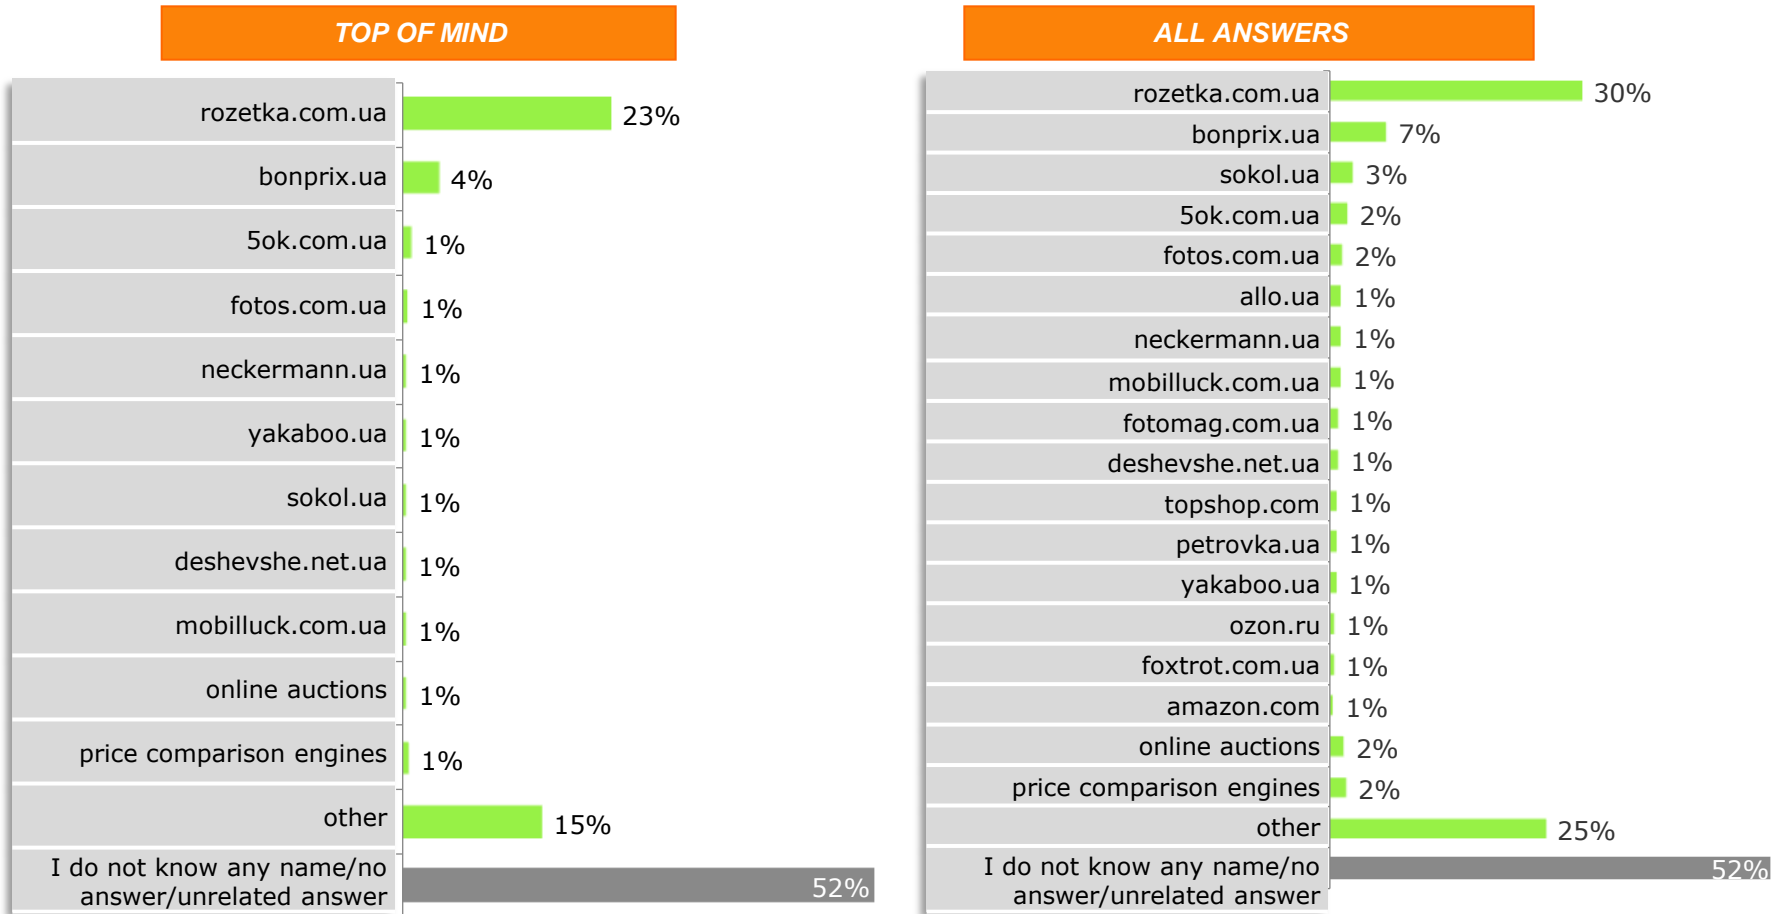 TOP OF MIND
rozetka.com.ua 23%
bonprix.ua 4%
5ok.com.ua 1%
fotos.com.ua 1%
neckermann.ua 1%
yakaboo.ua 1%
sokol.ua 1%
deshevshe.net.ua 1%
mobilluck.com.ua 1%
online auctions 1%
price comparison engines 1%
other 15%
I do not know any name/no
answer/unrelated answer 52%
ALL ANSWERS
rozetka.com.ua 30%
bonprix.ua 7%
sokol.ua 3%
5ok.com.ua 2%
fotos.com.ua 2%
allo.ua 1%
neckermann.ua 1%
mobilluck.com.ua 1%
fotomag.com.ua 1%
deshevshe.net.ua 1%
topshop.com 1%
petrovka.ua 1%
yakaboo.ua 1%
ozon.ru 1%
foxtrot.com.ua 1%
amazon.com 1%
online auctions 2%
price comparison engines 2%
other 25%
I do not know any name/no
answer/unrelated answer 52%